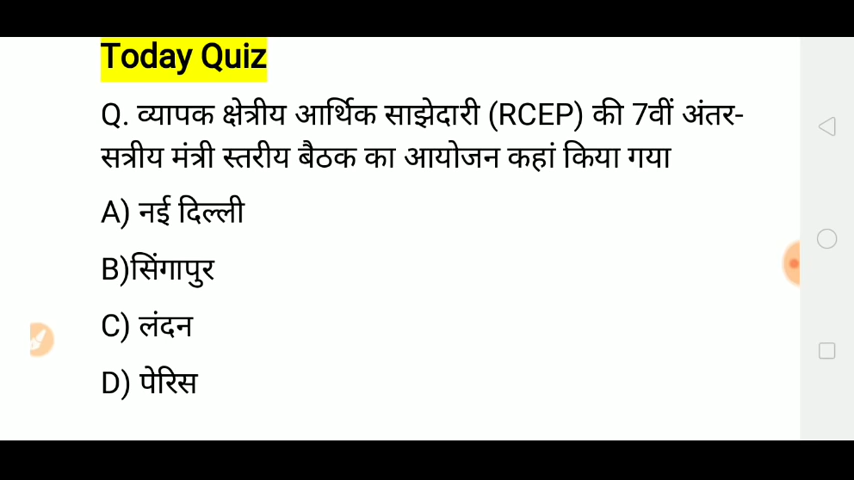 Today Quiz
Q. व्यापक क्षेत्रीय आर्थिक साझेदारी (RCEP) की 7वीं अंतर-
सत्रीय मंत्री स्तरीय बैठक का आयोजन कहां किया गया
A) नई दिल्ली
B)सिंगापुर
C) लंदन
D) पेरिस